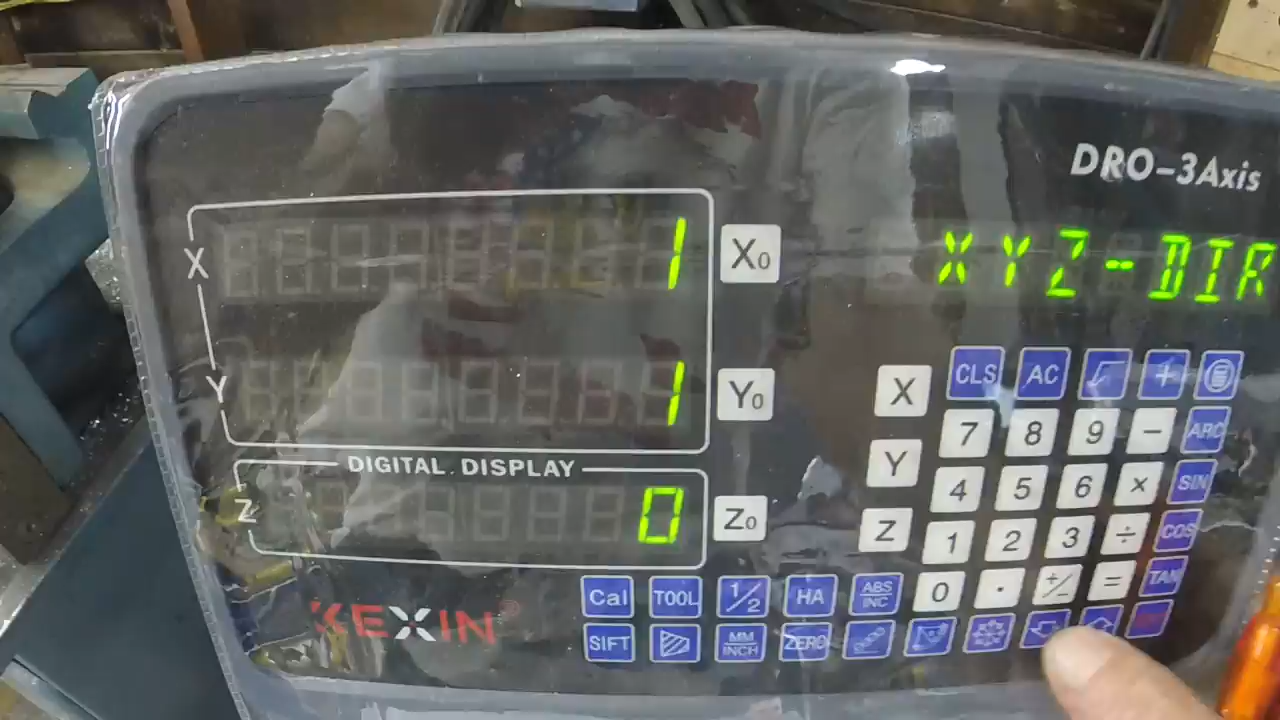 DRO-3Axis
X 1 X0
XYZ-DIR
Y 1 Y0
DIGITAL DISPLAY
Z 0 Z0
X CLS AC + 
7 8 9 - ARC
Y 4 5 6 × SIN
Z 1 2 3 ÷ COS
Cal TOOL 1/2 HA ABS/INC 0 . +/- = TAN
SIFT MM/INCH ZERO
KEXIN®